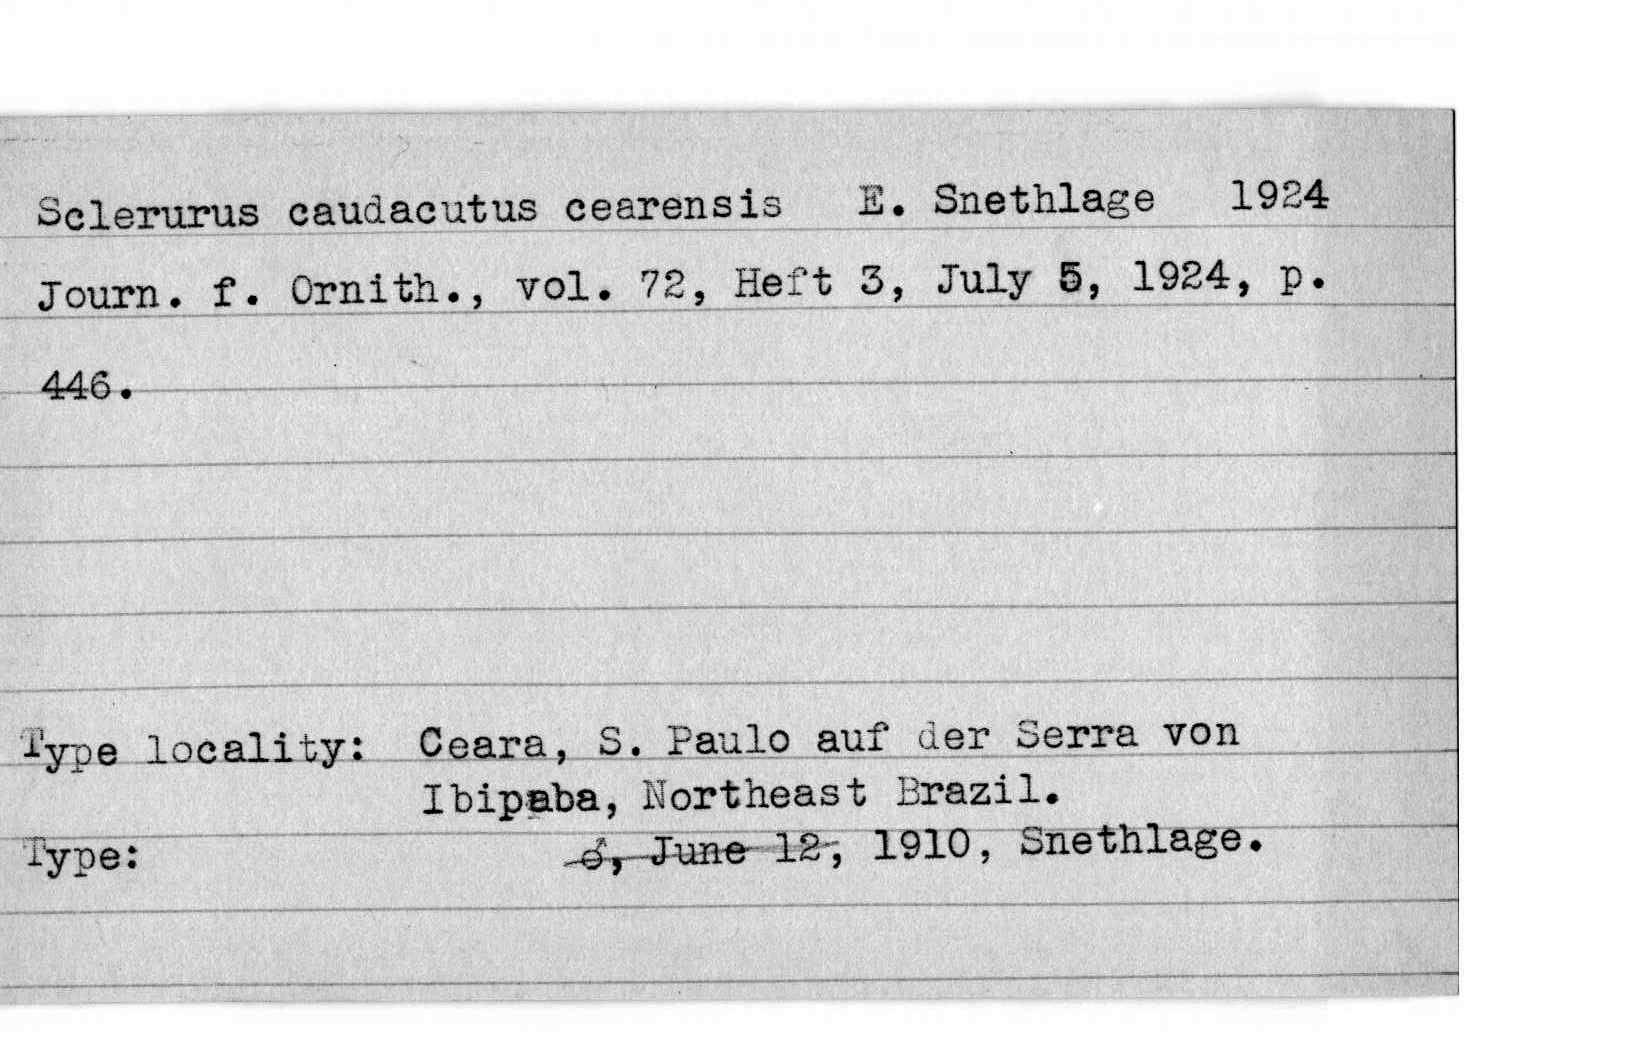 Sclerurus caudacutus cearensis E. Snethlage 1924
Journ. f. Ornith., vol. 72, Heft 3, July 5, 1924, p.
446.
Type locality: Ceara, S. Paulo auf der Serra von
Ibipaba, Northeast Brazil.
Type: ♂, June 12, 1910, Snethlage.